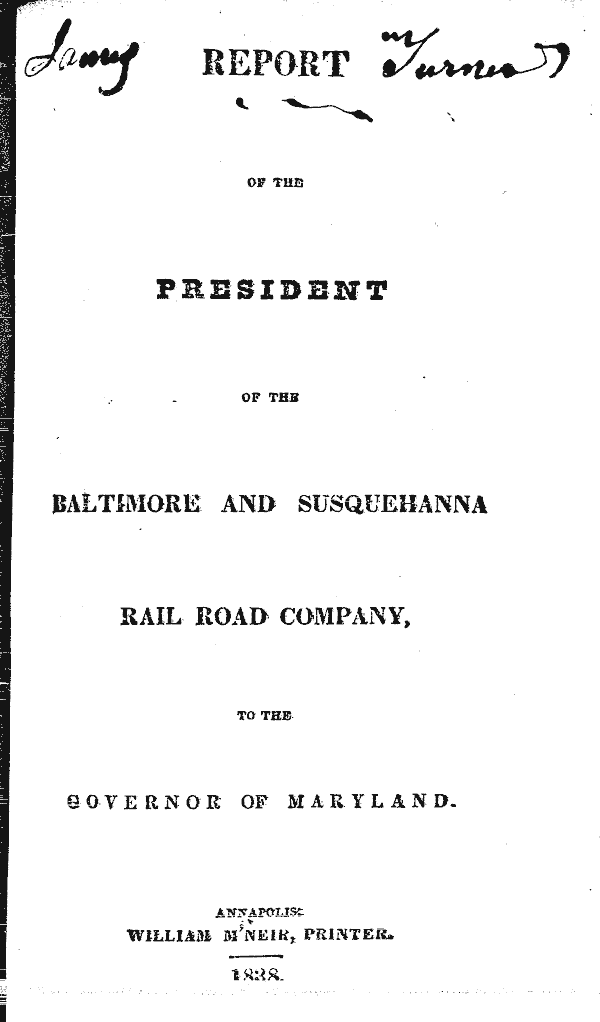 REPORT
OF THE
PRESIDENT
OF THE
BALTIMORE AND SUSQUEHANNA
RAIL ROAD COMPANY,
TO THE
GOVERNOR OF MARYLAND.
ANNAPOLIS:
WILLIAM M'NEIR, PRINTER.
1838.